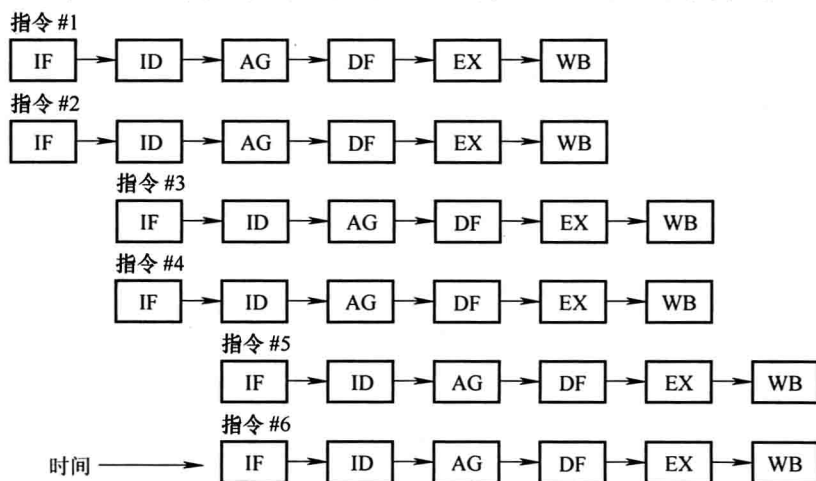 指令 #1
IF ID AG DF EX WB
指令 #2
IF ID AG DF EX WB
指令 #3
IF ID AG DF EX WB
指令 #4
IF ID AG DF EX WB
指令 #5
IF ID AG DF EX WB
指令 #6
时间 IF ID AG DF EX WB